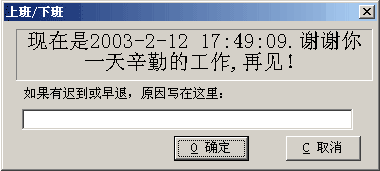 上班/下班
现在是2003-2-12 17:49:09.谢谢你
一天辛勤的工作,再见!
如果有迟到或早退，原因写在这里:
O 确定
C 取消